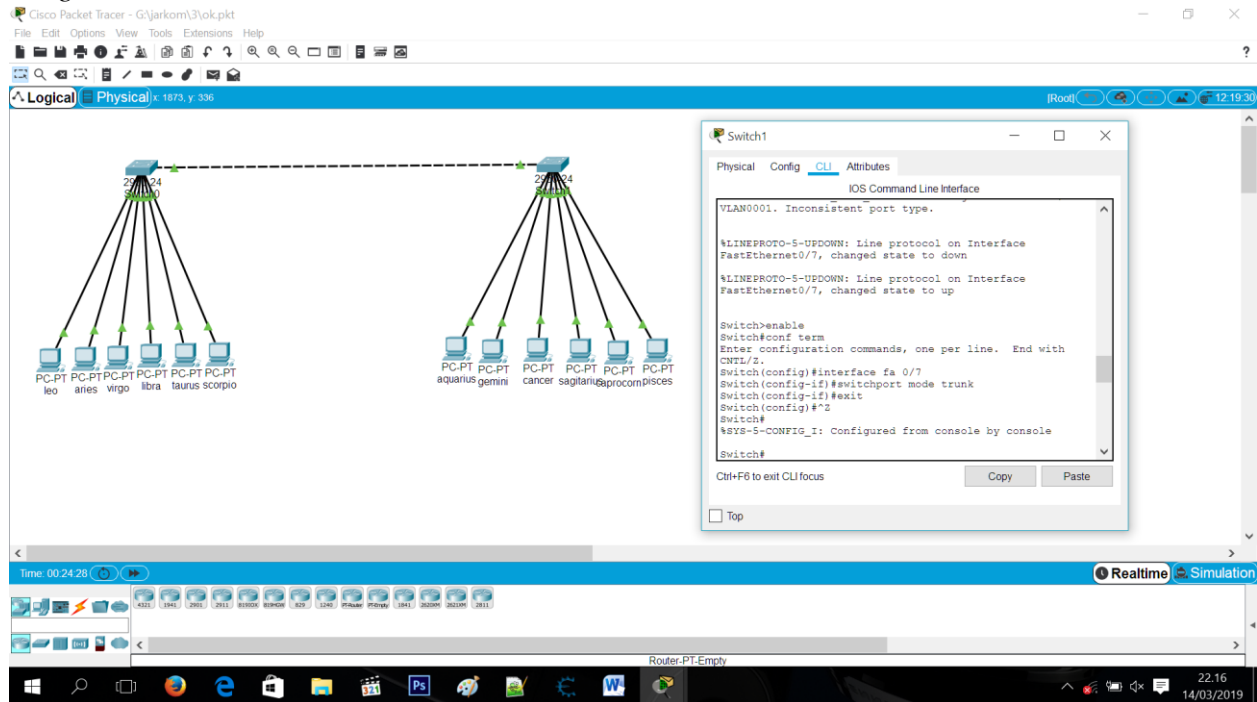 Cisco Packet Tracer - G:\jarkom\3\ok.pkt
File Edit Options View Tools Extensions Help
?
Logical Physical x: 1873, y: 336 [Root] 12:19:30
Switch1
Physical Config CLI Attributes
IOS Command Line Interface
VLAN0001. Inconsistent port type.
%LINEPROTO-5-UPDOWN: Line protocol on Interface
FastEthernet0/7, changed state to down
%LINEPROTO-5-UPDOWN: Line protocol on Interface
FastEthernet0/7, changed state to up
Switch>enable
Switch#conf term
Enter configuration commands, one per line. End with
CNTL/Z.
Switch(config)#interface fa 0/7
Switch(config-if)#switchport mode trunk
Switch(config-if)#exit
Switch(config)#^Z
Switch#
%SYS-5-CONFIG_I: Configured from console by console
Switch#
Ctrl+F6 to exit CLI focus Copy Paste
Top
PC-PT PC-PT PC-PT PC-PT PC-PT PC-PT
leo aries virgo libra taurus scorpio
PC-PT PC-PT PC-PT PC-PT PC-PT PC-PT
aquarius gemini cancer sagitarius caprocorn pisces
Time: 00:24:28 Realtime Simulation
4321 1941 2901 2911 819IOX 819HGW 829 1240 PT-Router PT-Empty 1841 2620XM 2621XM 2811
Router-PT-Empty
321 Ps W 22.16
14/03/2019